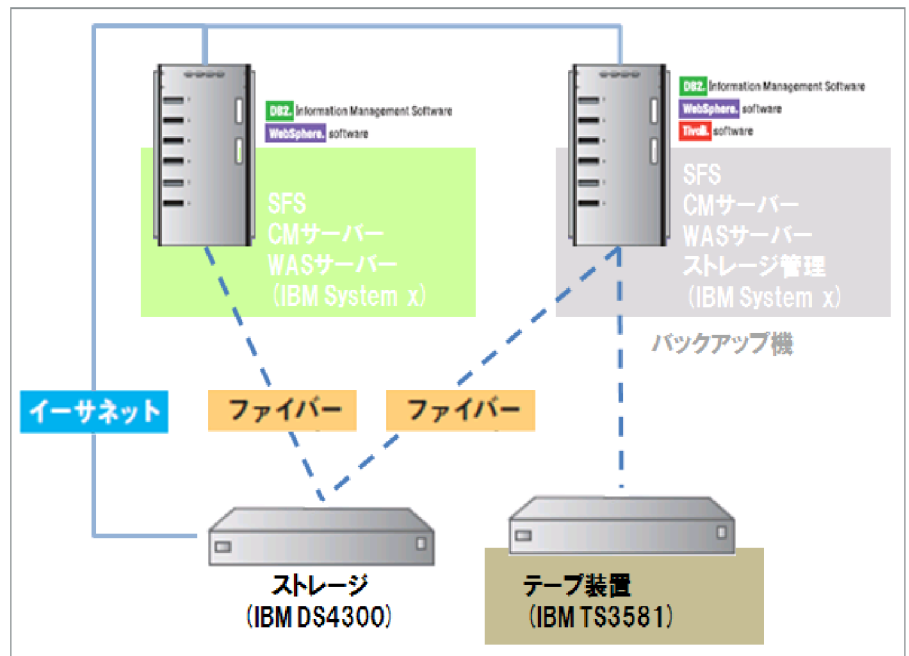 DB2. Information Management Software
WebSphere. software
SFS
CMサーバー
WASサーバー
(IBM System x)
DB2. Information Management Software
WebSphere. software
Tivoli. software
SFS
CMサーバー
WASサーバー
ストレージ管理
(IBM System x)
バックアップ機
イーサネット
ファイバー
ファイバー
ストレージ
(IBM DS4300)
テープ装置
(IBM TS3581)